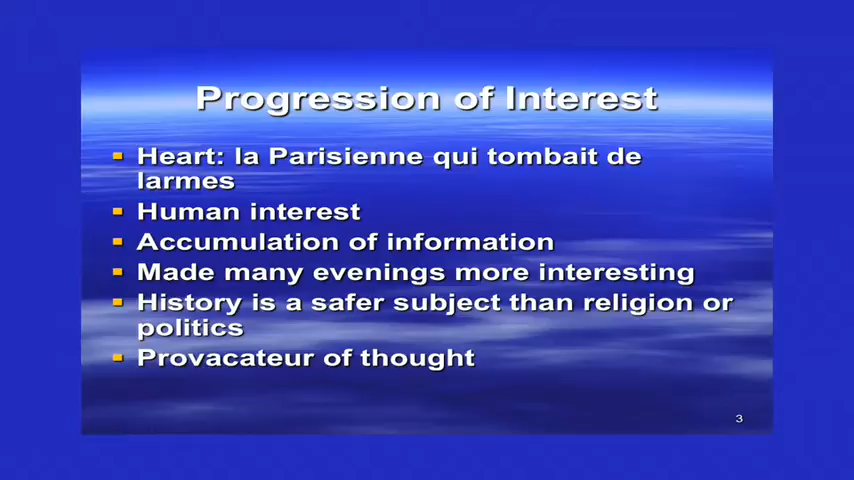 Progression of Interest
Heart: la Parisienne qui tombait de
larmes
Human interest
Accumulation of information
Made many evenings more interesting
History is a safer subject than religion or
politics
Provacateur of thought
3